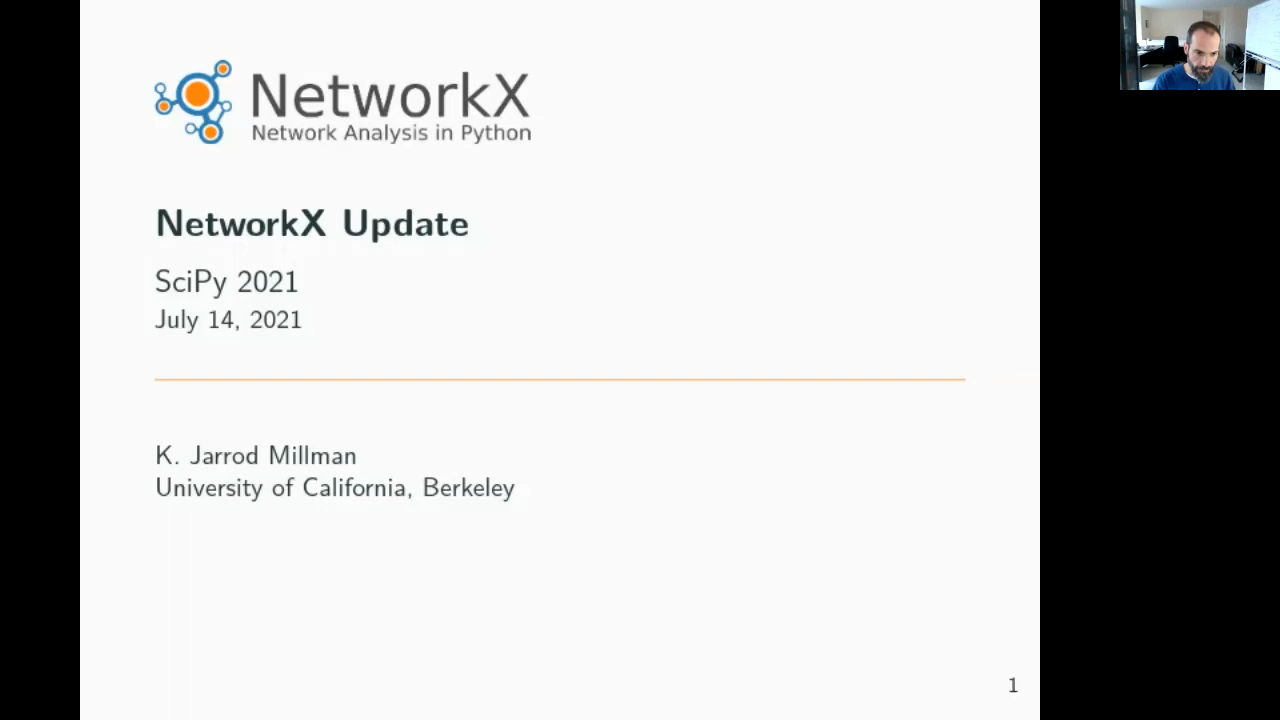 NetworkX
Network Analysis in Python
NetworkX Update
SciPy 2021
July 14, 2021
K. Jarrod Millman
University of California, Berkeley
1